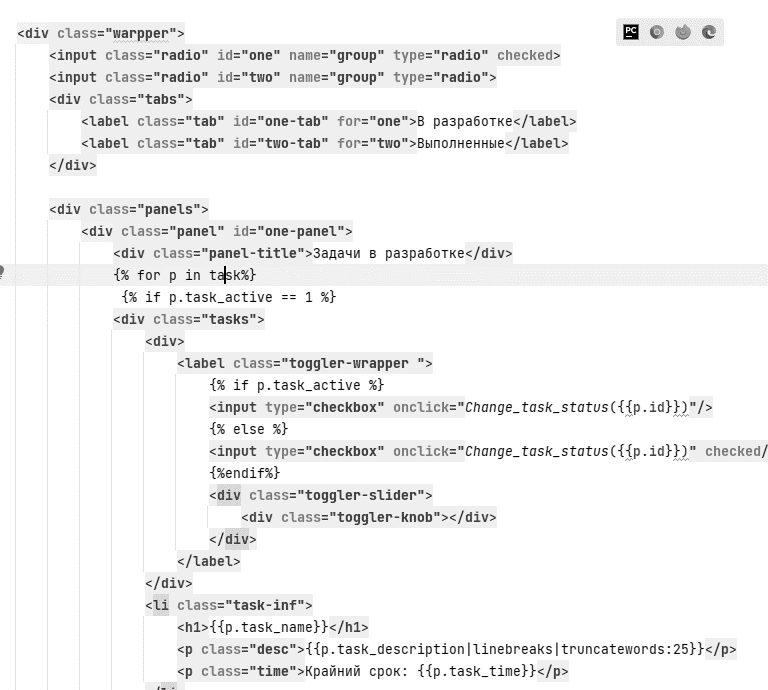 <div class="warpper">
PC
<input class="radio" id="one" name="group" type="radio" checked>
<input class="radio" id="two" name="group" type="radio">
<div class="tabs">
<label class="tab" id="one-tab" for="one">В разработке</label>
<label class="tab" id="two-tab" for="two">Выполненные</label>
</div>
<div class="panels">
<div class="panel" id="one-panel">
<div class="panel-title">Задачи в разработке</div>
{% for p in task%}
{% if p.task_active == 1 %}
<div class="tasks">
<div>
<label class="toggler-wrapper ">
{% if p.task_active %}
<input type="checkbox" onclick="Change_task_status({{p.id}})"/>
{% else %}
<input type="checkbox" onclick="Change_task_status({{p.id}})" checked/
{%endif%}
<div class="toggler-slider">
<div class="toggler-knob"></div>
</div>
</label>
</div>
<li class="task-inf">
<h1>{{p.task_name}}</h1>
<p class="desc">{{p.task_description|linebreaks|truncatewords:25}}</p>
<p class="time">Крайний срок: {{p.task_time}}</p>